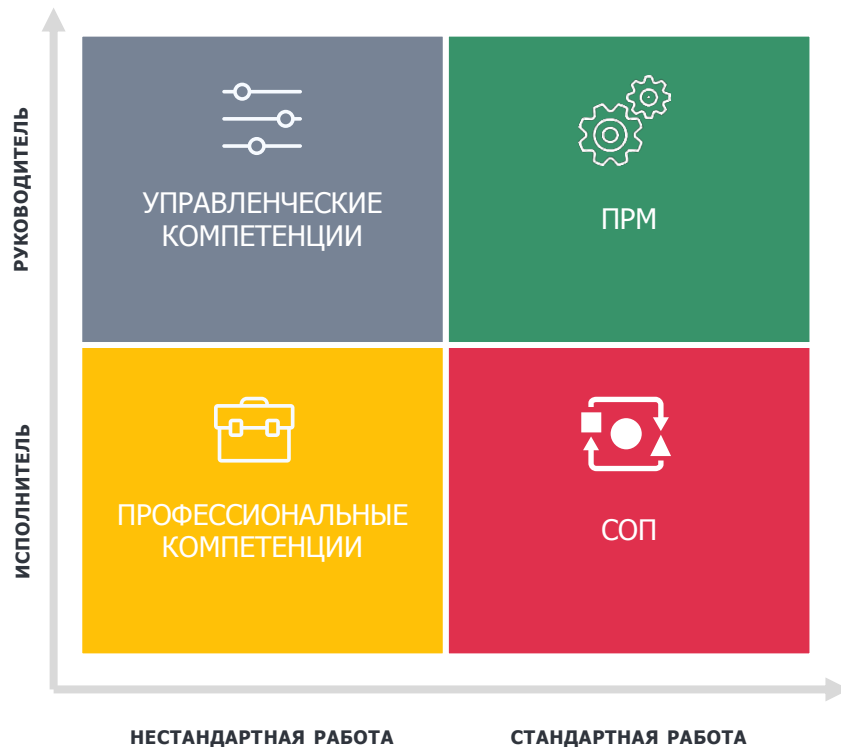 РУКОВОДИТЕЛЬ
УПРАВЛЕНЧЕСКИЕ
КОМПЕТЕНЦИИ
ПРМ
ИСПОЛНИТЕЛЬ
ПРОФЕССИОНАЛЬНЫЕ
КОМПЕТЕНЦИИ
СОП
НЕСТАНДАРТНАЯ РАБОТА
СТАНДАРТНАЯ РАБОТА